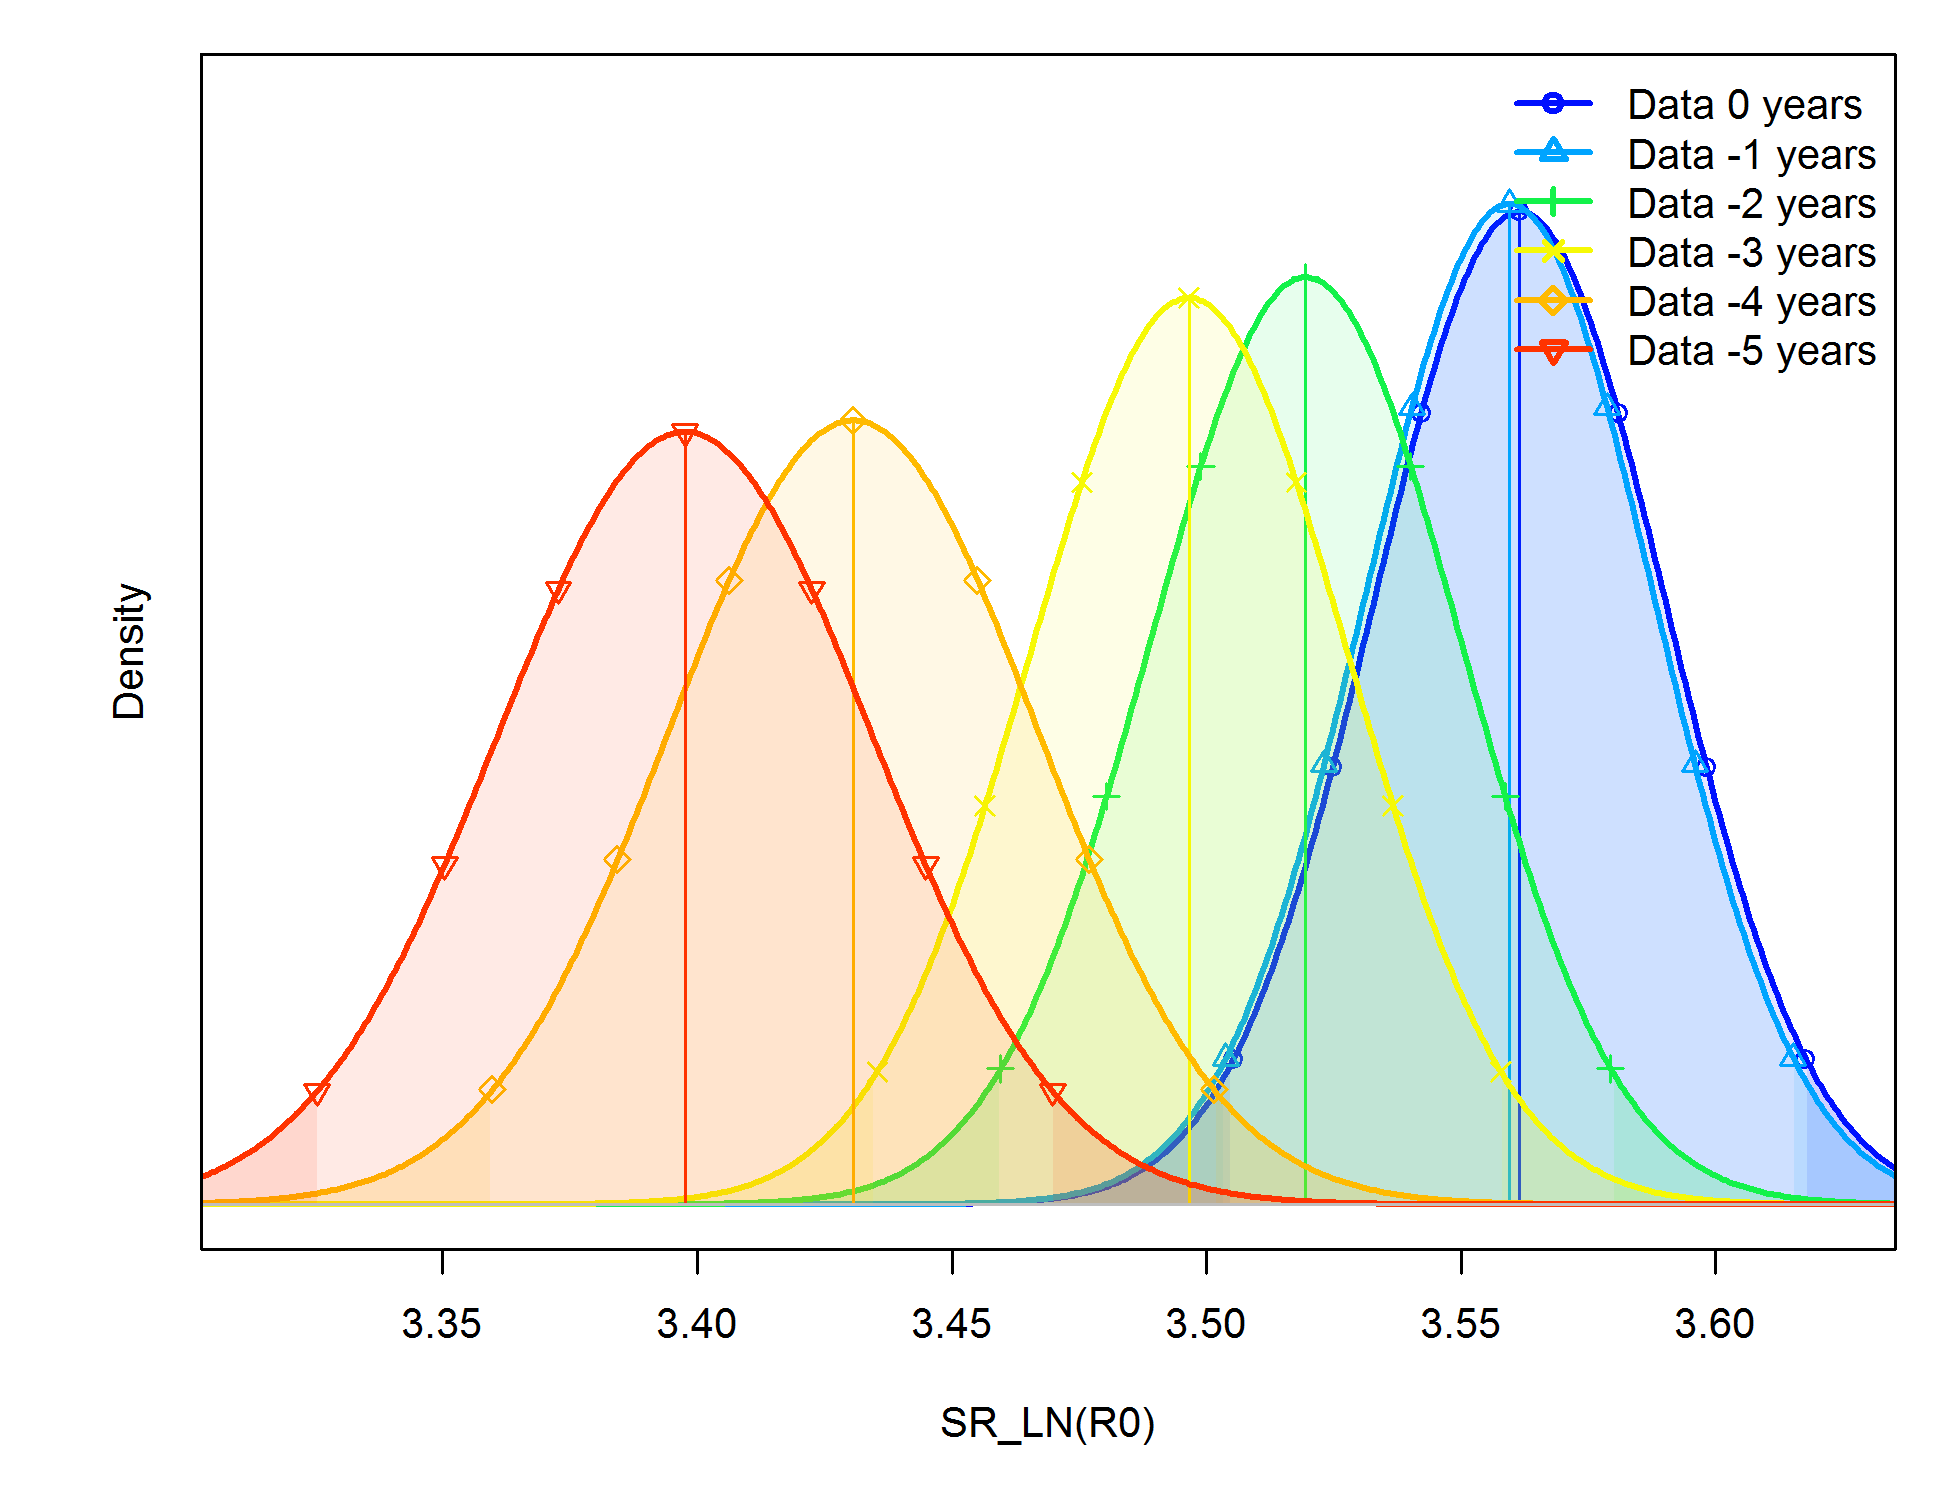 Data 0 years
Data -1 years
Data -2 years
Data -3 years
Data -4 years
Data -5 years
Density
3.35 3.40 3.45 3.50 3.55 3.60
SR_LN(R0)